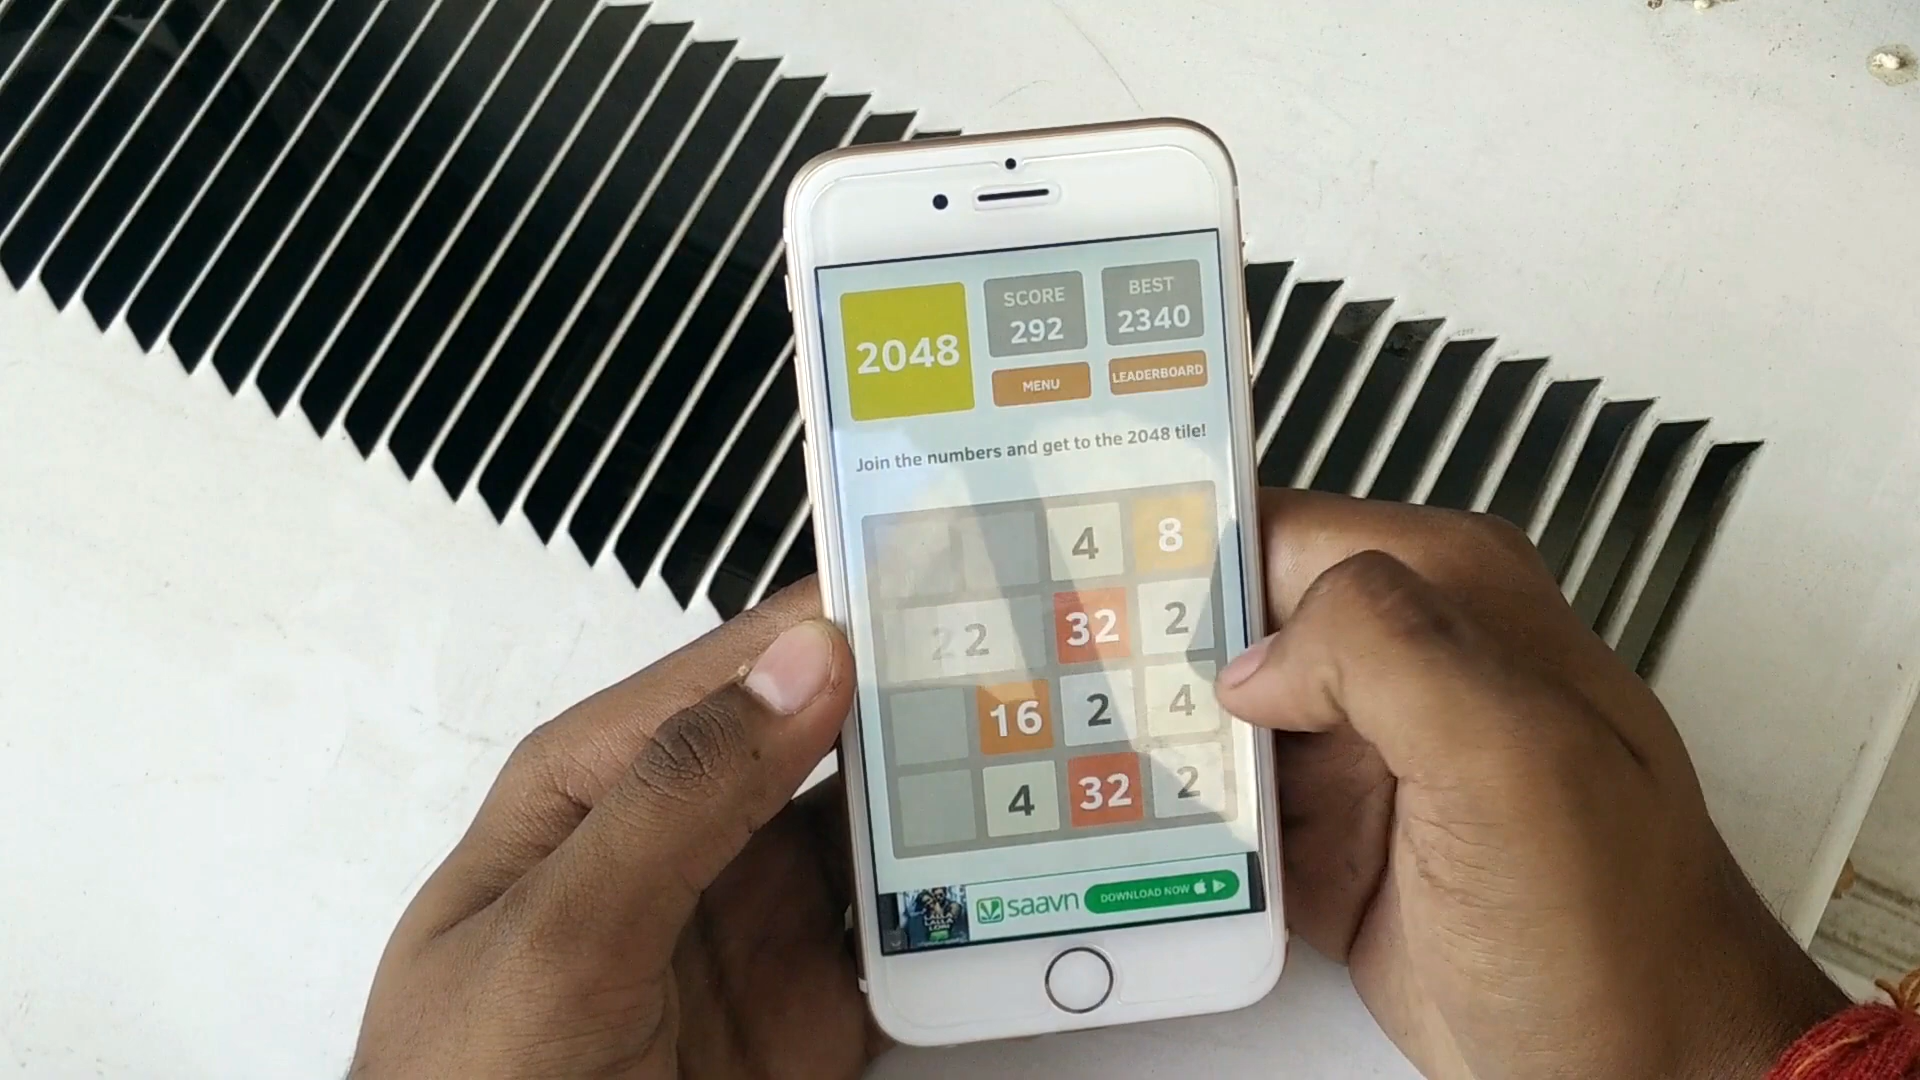 2048
SCORE
292
BEST
2340
MENU
LEADERBOARD
Join the numbers and get to the 2048 tile!
4 8
2 2 32 2
16 2 4
4 32 2
saavn
DOWNLOAD NOW